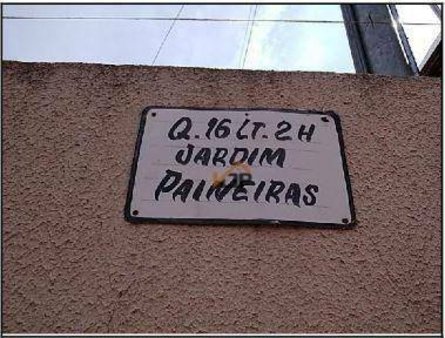 Q.16 LT. 2H
JARDIM
PAINEIRAS